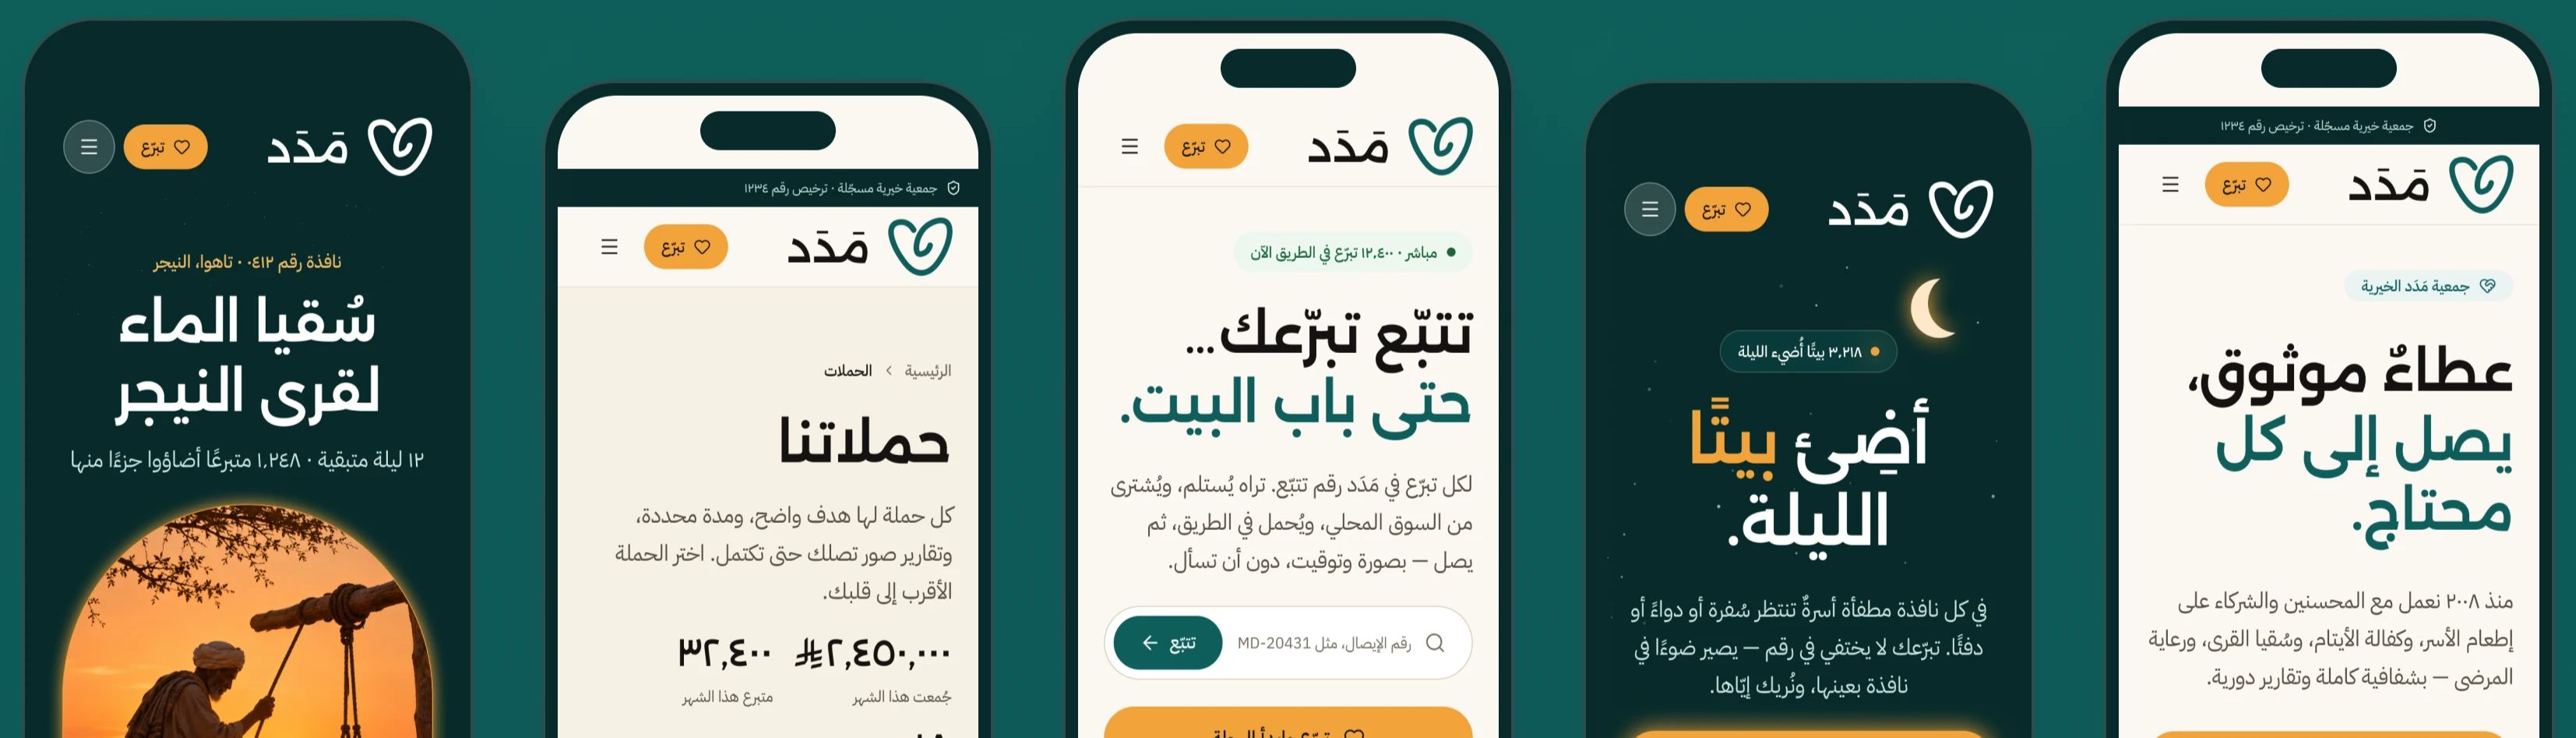 مَدَد
تبرّع
جمعية خيرية مسجّلة · ترخيص رقم ١٢٣٤
جمعية مَدَد الخيرية
عطاءٌ موثوق،
يصل إلى كل
محتاج.
منذ ٢٠٠٨ نعمل مع المحسنين والشركاء على
إطعام الأسر، وكفالة الأيتام، وسُقيا القرى، ورعاية
المرضى — بشفافية كاملة وتقارير دورية.
مَدَد
تبرّع
٣٬٢١٨ بيتًا أُضيء الليلة
أضِئ بيتًا
الليلة.
في كل نافذة مطفأة أسرةٌ تنتظر سُفرة أو دواءً أو
دفئًا. تبرّعك لا يختفي في رقم — يصير ضوءًا في
نافذة بعينها، ونُريك إيّاها.
مَدَد
تبرّع
مباشر · ١٢٬٤٠٠ تبرّع في الطريق الآن
تتبّع تبرّعك...
حتى باب البيت.
لكل تبرّع في مَدَد رقم تتبّع. تراه يُستلم، ويُشترى
من السوق المحلي، ويُحمل في الطريق، ثم
يصل — بصورة وتوقيت، دون أن تسأل.
رقم الإيصال، مثل MD-20431
تتبّع
جمعية خيرية مسجّلة · ترخيص رقم ١٢٣٤
مَدَد
تبرّع
الرئيسية
الحملات
حملاتنا
كل حملة لها هدف واضح، ومدة محددة،
وتقارير صور تصلك حتى تكتمل. اختر الحملة
الأقرب إلى قلبك.
٢٬٤٥٠٬٠٠٠
جُمعت هذا الشهر
٣٢٬٤٠٠
متبرع هذا الشهر
مَدَد
تبرّع
نافذة رقم ٠٤١٢ · تاهوا، النيجر
سُقيا الماء
لقرى النيجر
١٢ ليلة متبقية · ١٬٢٤٨ متبرعًا أضاؤوا جزءًا منها